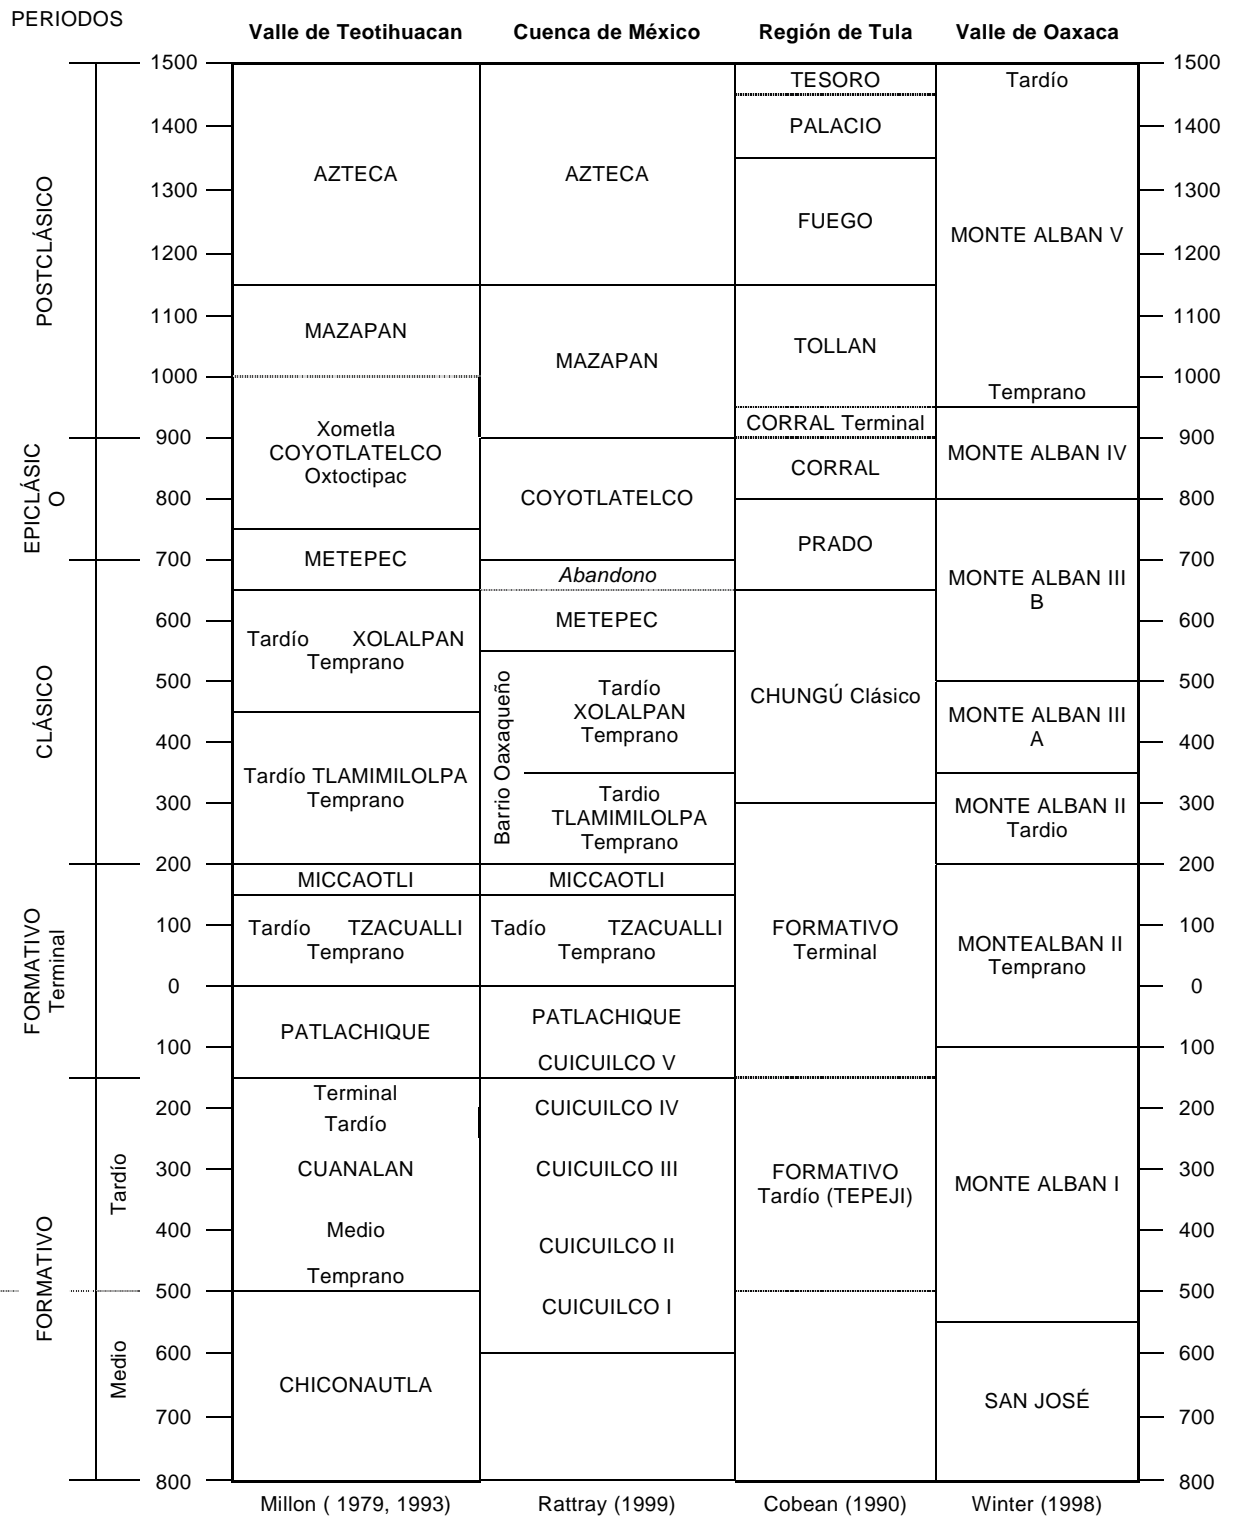 PERIODOS
Valle de Teotihuacan Cuenca de México Región de Tula Valle de Oaxaca
1500 TESORO Tardío 1500
1400 PALACIO 1400
AZTECA AZTECA
1300 1300
FUEGO
MONTE ALBAN V
1200 1200
POSTCLÁSICO
1100 1100
MAZAPAN
TOLLAN
MAZAPAN
1000 1000
Temprano
CORRAL Terminal
Xometla
900 900
COYOTLATELCO
MONTE ALBAN IV
Oxtoctipac
CORRAL
EPICLÁSIC
O
800 COYOTLATELCO 800
PRADO
700 METEPEC 700
Abandono
MONTE ALBAN III
B
600 METEPEC 600
Tardío XOLALPAN
Temprano
CLÁSICO
500 500
Barrio Oaxaqueño
Tardío
XOLALPAN
Temprano
CHUNGÚ Clásico
MONTE ALBAN III
A
400 400
Tardío TLAMIMILOLPA
Temprano
300 300
Tardio
TLAMIMILOLPA
Temprano
MONTE ALBAN II
Tardio
200 200
MICCAOTLI MICCAOTLI
FORMATIVO
Terminal
100 100
Tardío TZACUALLI
Temprano
Tadío TZACUALLI
Temprano
FORMATIVO
Terminal
MONTEALBAN II
Temprano
0 0
PATLACHIQUE
PATLACHIQUE
100 100
CUICUILCO V
Terminal
200 CUICUILCO IV 200
Tardío
FORMATIVO
Tardío
300 CUANALAN CUICUILCO III 300
FORMATIVO
Tardío (TEPEJI)
MONTE ALBAN I
400 Medio 400
CUICUILCO II
Temprano
500 500
CUICUILCO I
Medio
600 600
CHICONAUTLA
SAN JOSÉ
700 700
800 800
Millon ( 1979, 1993) Rattray (1999) Cobean (1990) Winter (1998)